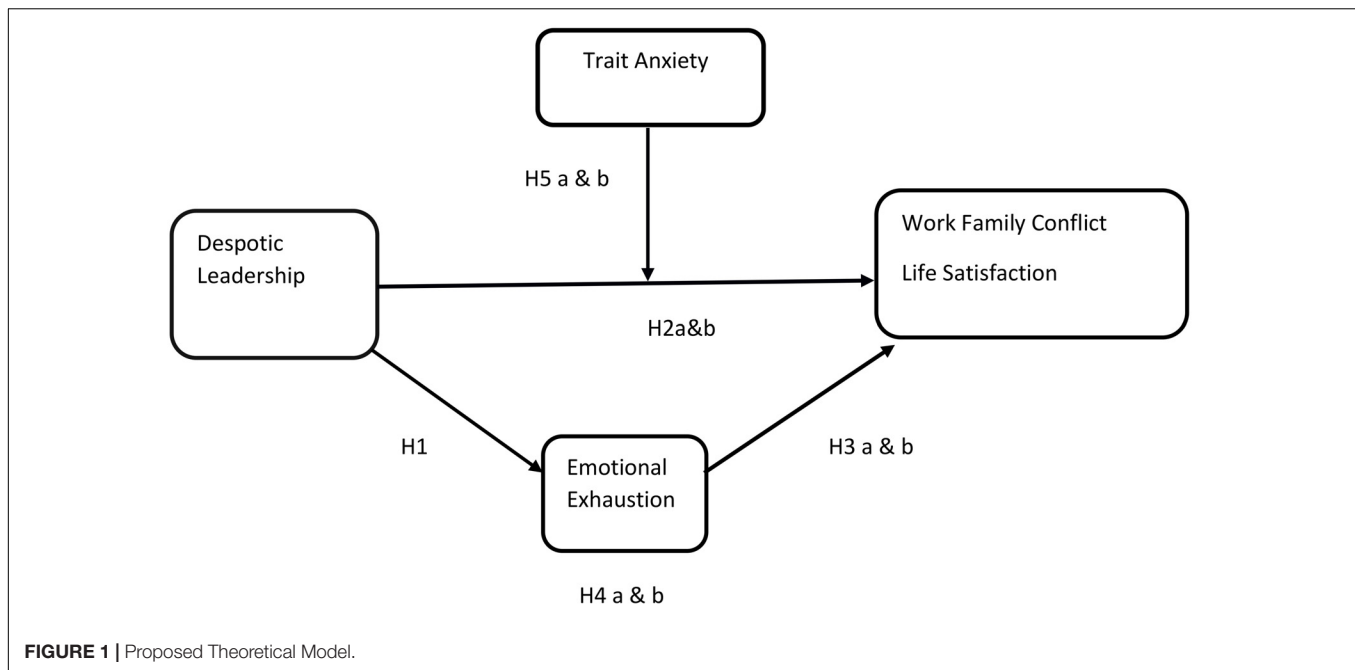 Trait Anxiety
H5 a & b
Despotic
Leadership
Work Family Conflict
Life Satisfaction
H2a&b
H1
Emotional
Exhaustion
H3 a & b
H4 a & b
FIGURE 1 | Proposed Theoretical Model.